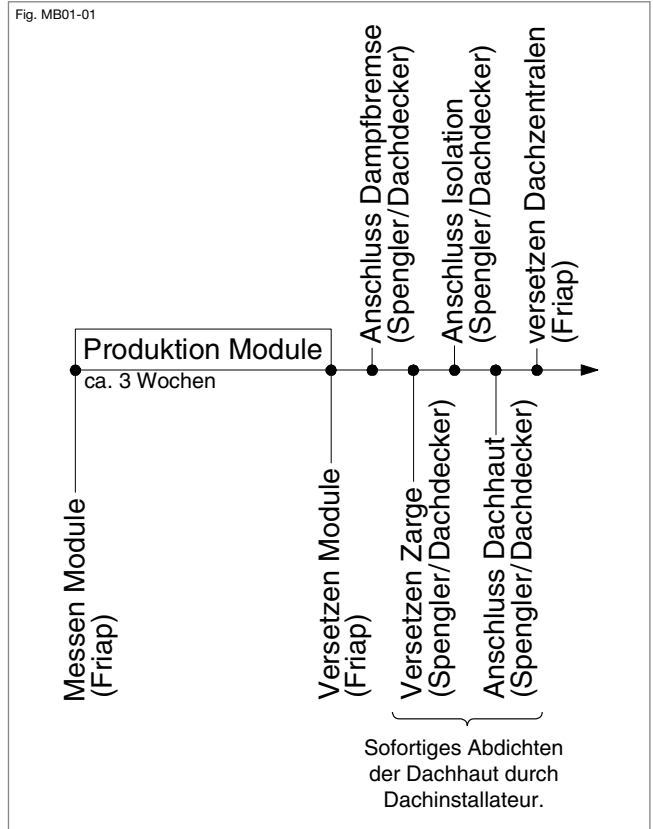 Fig. MB01-01
Anschluss Dampfbremse
(Spengler/Dachdecker)
Anschluss Isolation
(Spengler/Dachdecker)
versetzen Dachzentralen
(Friap)
Produktion Module
ca. 3 Wochen
Messen Module
(Friap)
Versetzen Module
(Friap)
Versetzen Zarge
(Spengler/Dachdecker)
Anschluss Dachhaut
(Spengler/Dachdecker)
Sofortiges Abdichten
der Dachhaut durch
Dachinstallateur.